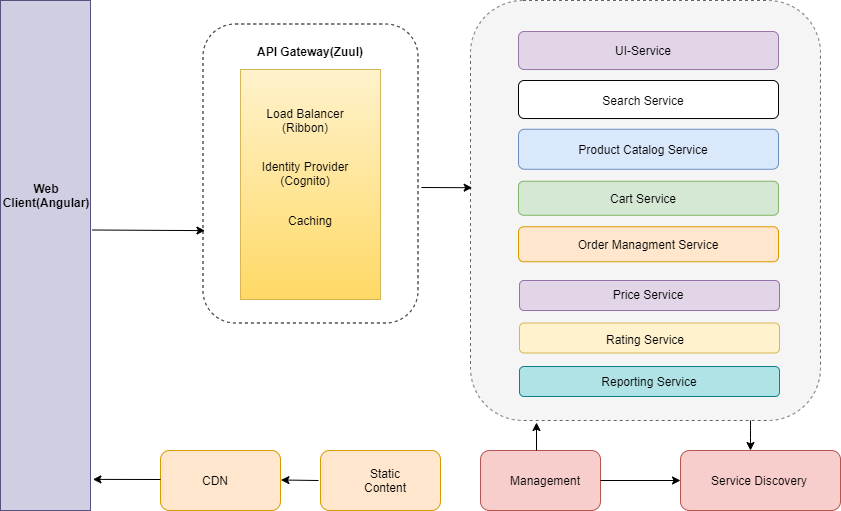 Web
Client(Angular)
API Gateway(Zuul)
Load Balancer
(Ribbon)
Identity Provider
(Cognito)
Caching
UI-Service
Search Service
Product Catalog Service
Cart Service
Order Managment Service
Price Service
Rating Service
Reporting Service
CDN
Static
Content
Management
Service Discovery